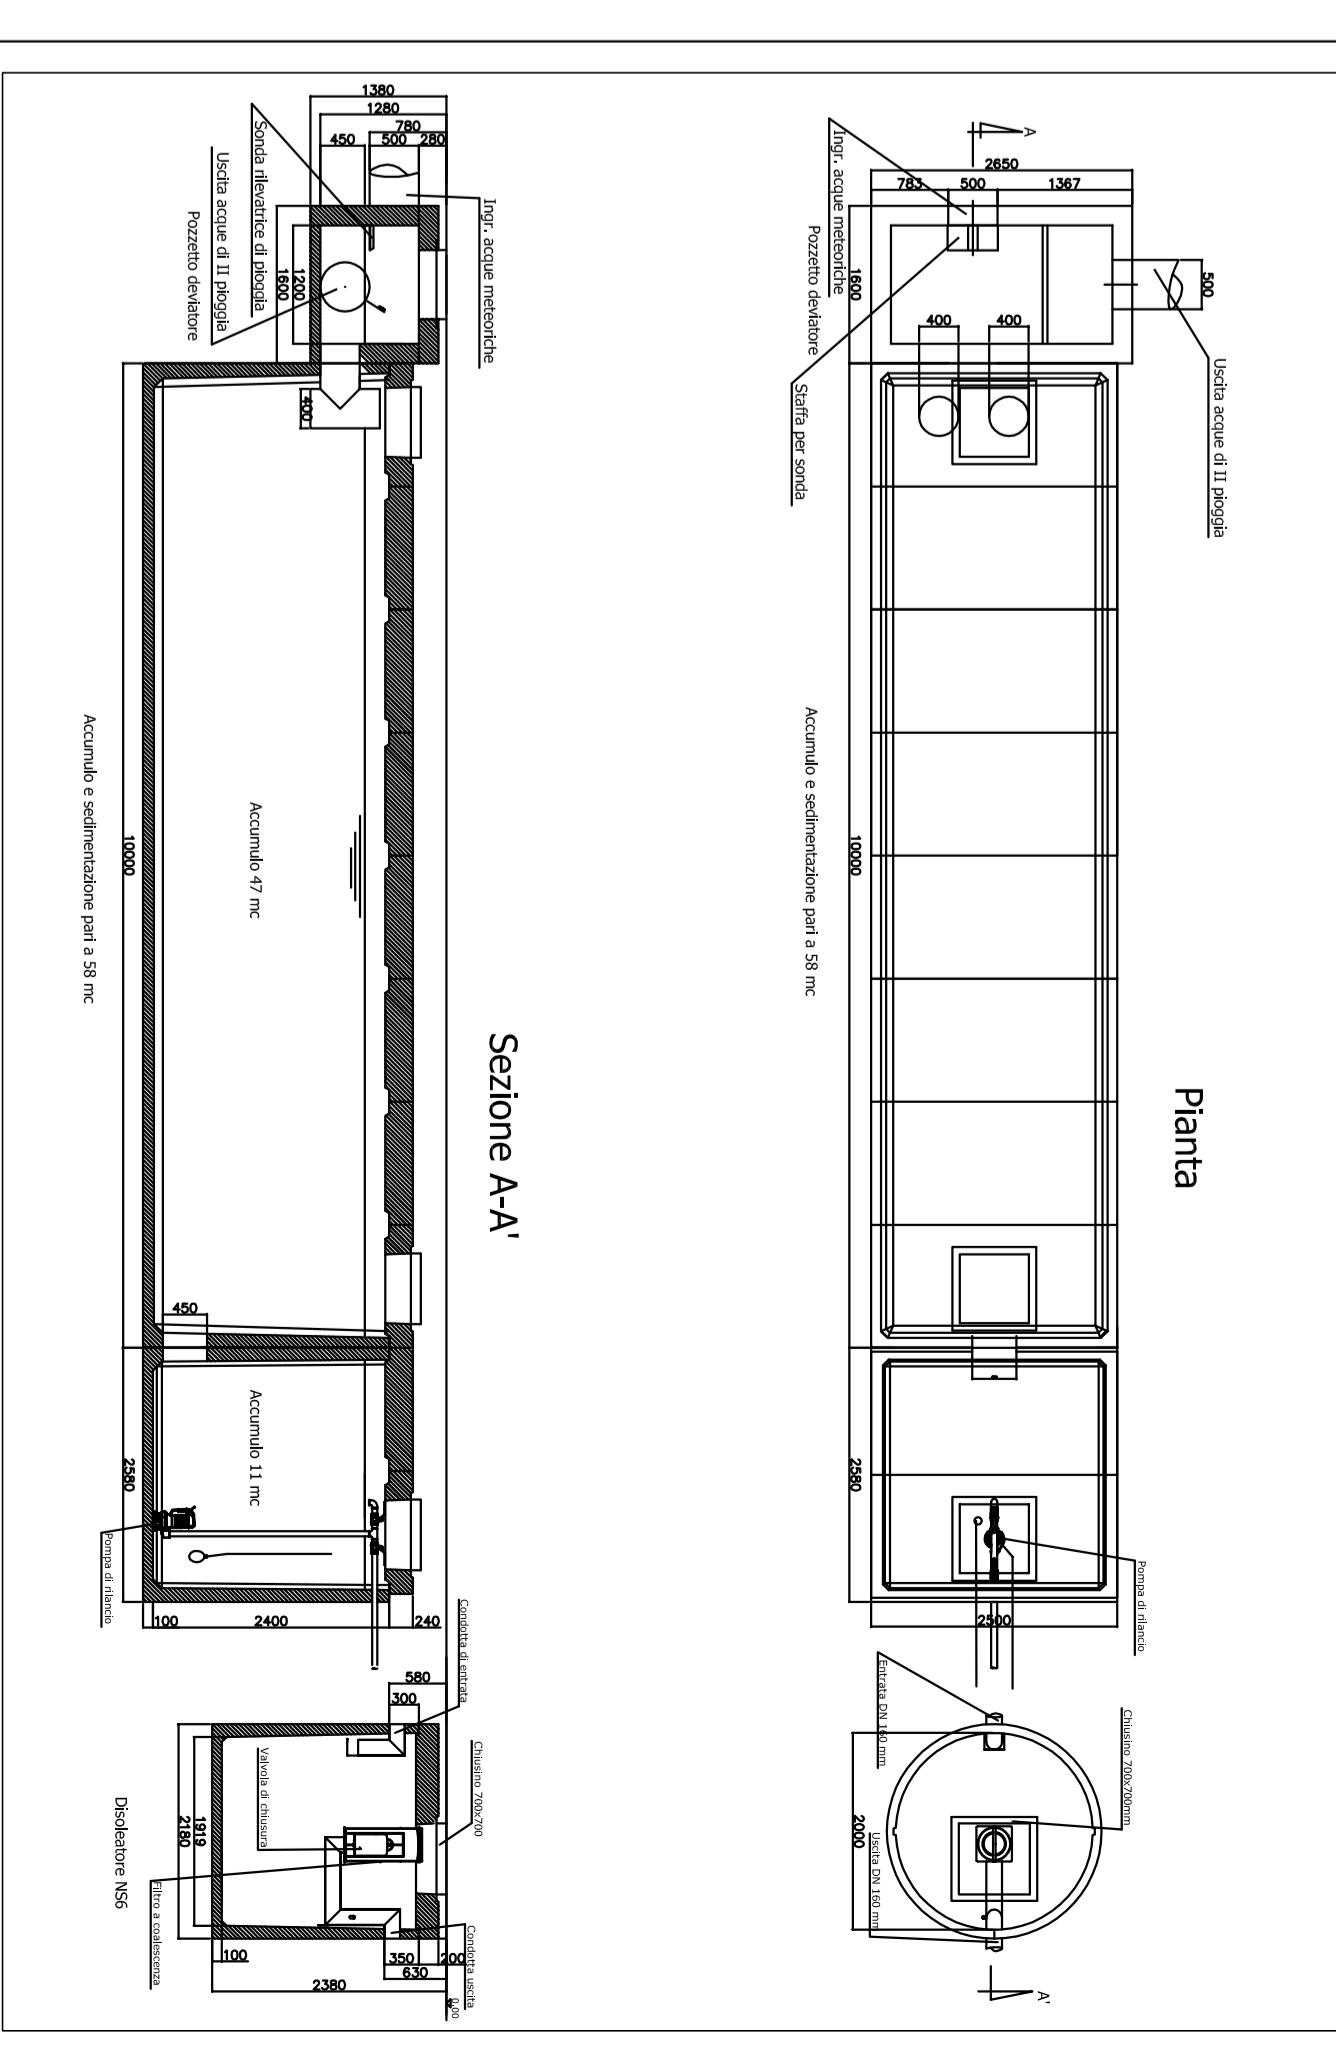 Pianta
A
2650
783
500
1367
Ingr. acque meteoriche
Pozzetto deviatore
Staffa per sonda
1600
400
400
500
Uscita acque di II pioggia
Accumulo e sedimentazione pari a 58 mc
10000
2580
2500
Pompa di rilancio
Entrata DN 160 mm
Chiusino 700x700mm
2000
Uscita DN 160 mm
A'
Sezione A-A'
1380
1280
780
450
500
280
Ingr. acque meteoriche
Sonda rilevatrice di pioggia
Uscita acque di II pioggia
Pozzetto deviatore
1200
1600
400
Accumulo 47 mc
10000
Accumulo e sedimentazione pari a 58 mc
450
Accumulo 11 mc
2580
Pompa di rilancio
100
2400
240
Condotta di entrata
580
300
Chiusino 700x700
Valvola di chiusura
1919
2180
Disoleatore NS6
Filtro a coalescenza
Condotta uscita
100
350
200
630
2380
0.00